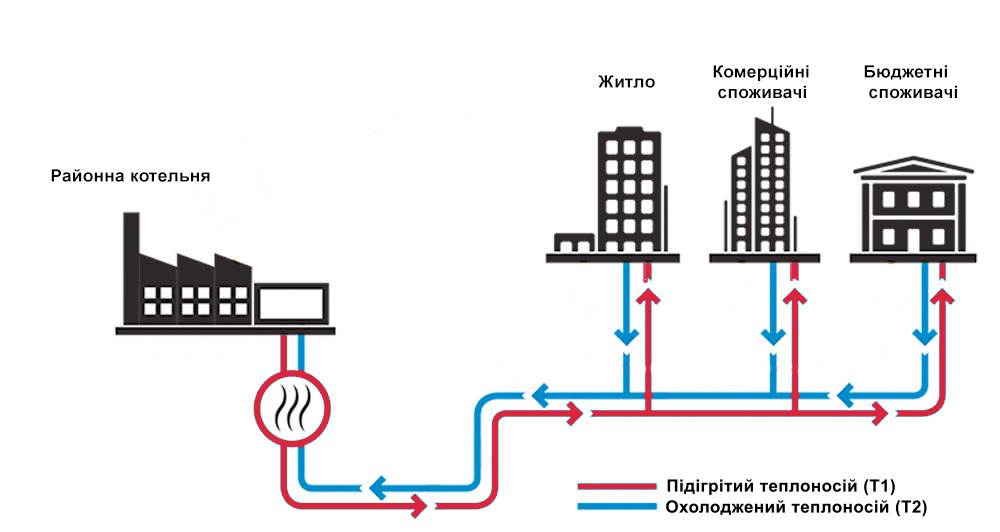 Житло
Комерційні
споживачі
Бюджетні
споживачі
Районна котельня
Підігрітий теплоносій (Т1)
Охолоджений теплоносій (Т2)